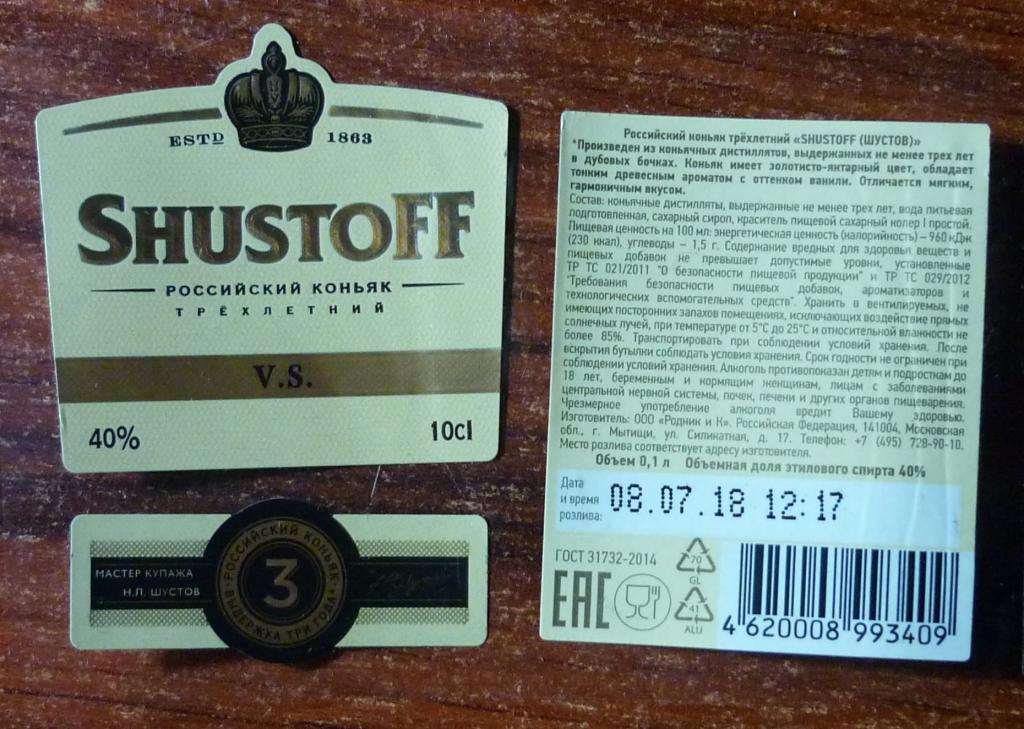 ESTD 1863
SHUSTOFF
РОССИЙСКИЙ КОНЬЯК
ТРЁХЛЕТНИЙ
V.S.
40% 10cl
МАСТЕР КУПАЖА
Н.Л. ШУСТОВ
РОССИЙСКИЙ КОНЬЯК
3
ВЫДЕРЖКА ТРИ ГОДА
Российский коньяк трёхлетний «SHUSTOFF (ШУСТОВ)»
*Произведен из коньячных дистиллятов, выдержанных не менее трех лет
в дубовых бочках. Коньяк имеет золотисто-янтарный цвет, обладает
тонким древесным ароматом с оттенком ванили. Отличается мягким,
гармоничным вкусом.
Состав: коньячные дистилляты, выдержанные не менее трех лет, вода питьевая
подготовленная, сахарный сироп, краситель пищевой сахарный колер I простой.
Пищевая ценность на 100 мл: энергетическая ценность (калорийность) – 960 кДж
(230 ккал), углеводы – 1,5 г. Содержание вредных для здоровья веществ и
пищевых добавок не превышает допустимые уровни, установленные
ТР ТС 021/2011 "О безопасности пищевой продукции" и ТР ТС 029/2012
"Требования безопасности пищевых добавок, ароматизаторов и
технологических вспомогательных средств". Хранить в вентилируемых, не
имеющих посторонних запахов помещениях, исключающих воздействие прямых
солнечных лучей, при температуре от 5°С до 25°С и относительной влажности не
более 85%. Транспортировать при соблюдении условий хранения. После
вскрытия бутылки соблюдать условия хранения. Срок годности не ограничен при
соблюдении условий хранения. Алкоголь противопоказан детям и подросткам до
18 лет, беременным и кормящим женщинам, лицам с заболеваниями
центральной нервной системы, почек, печени и других органов пищеварения.
Чрезмерное употребление алкоголя вредит Вашему здоровью.
Изготовитель: ООО «Родник и К». Российская Федерация, 141004, Московская
обл., г. Мытищи, ул. Силикатная, д. 17. Телефон: +7 (495) 728-90-10.
Место розлива соответствует адресу изготовителя.
Объем 0,1 л Объемная доля этилового спирта 40%
Дата
и время
розлива:
08.07.18 12:17
ГОСТ 31732-2014
EAC
70
GL
41
ALU
4 620008 993409